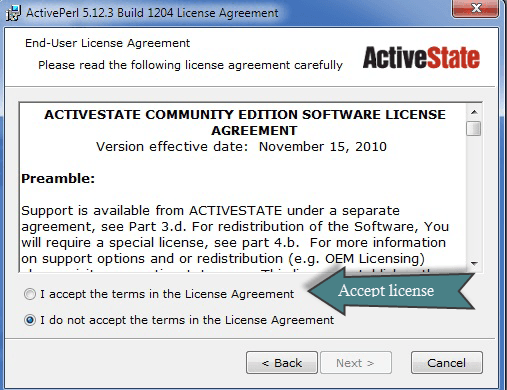 ActivePerl 5.12.3 Build 1204 License Agreement
End-User License Agreement
Please read the following license agreement carefully
ActiveState
ACTIVESTATE COMMUNITY EDITION SOFTWARE LICENSE
AGREEMENT
Version effective date: November 15, 2010
Preamble:
Support is available from ACTIVESTATE under a separate
agreement, see Part 3.d. For redistribution of the Software, You
will require a special license, see part 4.b. For more information
on support options and or redistribution (e.g. OEM Licensing)
I accept the terms in the License Agreement
Accept license
I do not accept the terms in the License Agreement
< Back
Next >
Cancel